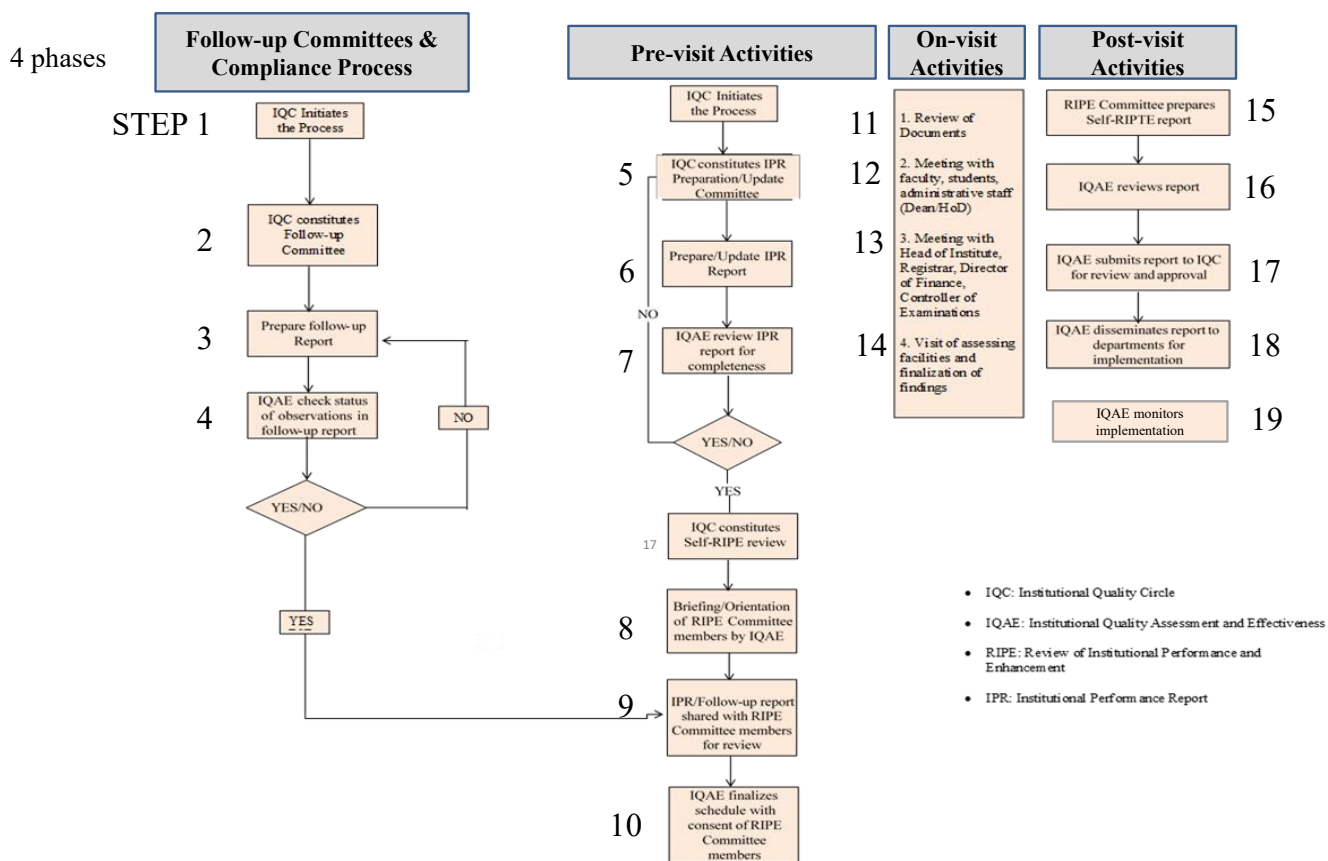 4 phases
Follow-up Committees &
Compliance Process
STEP 1
IQC Initiates
the Process
2
IQC constitutes
Follow-up
Committee
3
Prepare follow-up
Report
4
IQAE check status
of observations in
follow-up report
NO
YES/NO
YES
Pre-visit Activities
IQC Initiates
the Process
5
IQC constitutes IPR
Preparation/Update
Committee
6
Prepare/Update IPR
Report
NO
7
IQAE review IPR
report for
completeness
YES/NO
YES
17
IQC constitutes
Self-RIPE review
8
Briefing/Orientation
of RIPE Committee
members by IQAE
9
IPR/Follow-up report
shared with RIPE
Committee members
for review
10
IQAE finalizes
schedule with
consent of RIPE
Committee
members
On-visit
Activities
11
1. Review of
Documents
12
2. Meeting with
faculty, students,
administrative staff
(Dean/HoD)
13
3. Meeting with
Head of Institute,
Registrar, Director
of Finance,
Controller of
Examinations
14
4. Visit of assessing
facilities and
finalization of
findings
Post-visit
Activities
RIPE Committee prepares
Self-RIPTE report
15
IQAE reviews report
16
IQAE submits report to IQC
for review and approval
17
IQAE disseminates report to
departments for
implementation
18
IQAE monitors
implementation
19
• IQC: Institutional Quality Circle
• IQAE: Institutional Quality Assessment and Effectiveness
• RIPE: Review of Institutional Performance and
Enhancement
• IPR: Institutional Performance Report